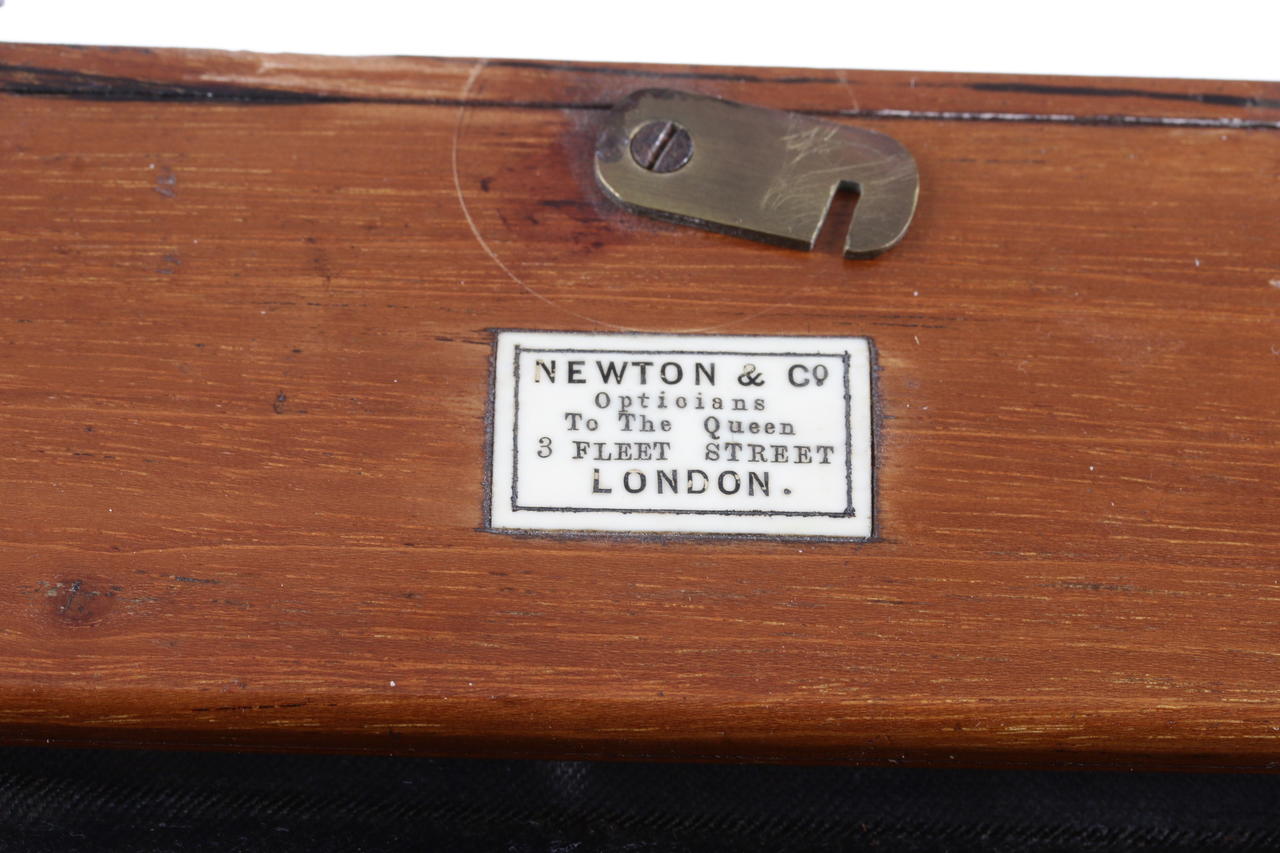 NEWTON & Co
Opticians
To The Queen
3 FLEET STREET
LONDON.